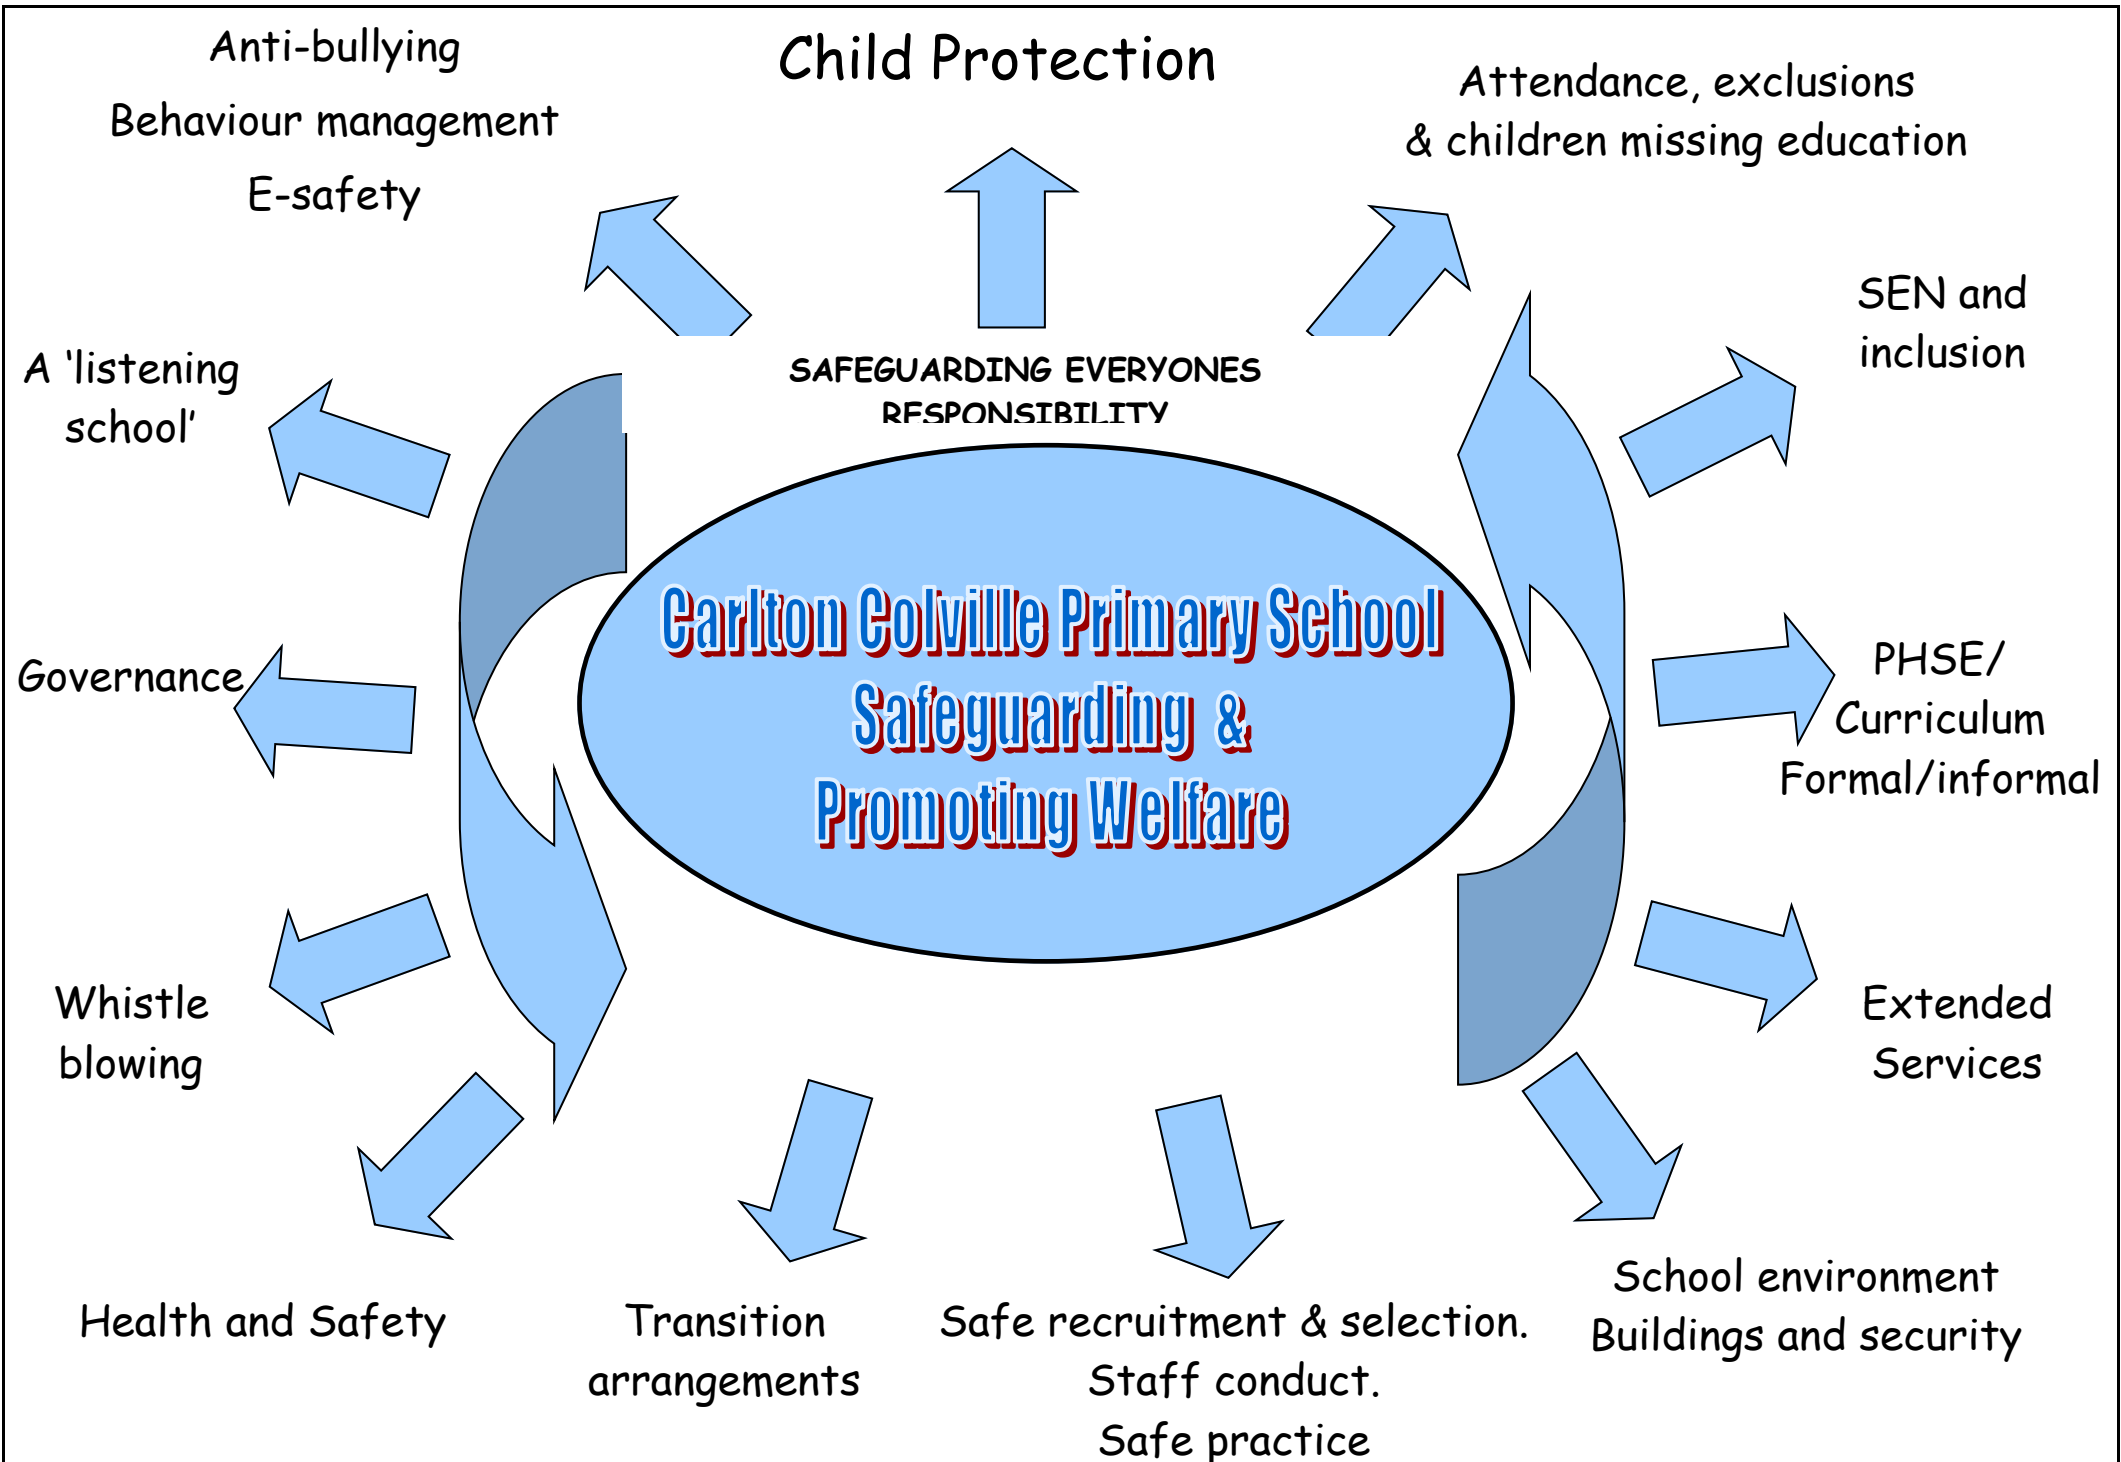 Anti-bullying
Behaviour management
E-safety
Child Protection
Attendance, exclusions
& children missing education
SEN and
inclusion
A ‘listening
school’
SAFEGUARDING EVERYONES
RESPONSIBILITY
Carlton Colville Primary School
Safeguarding &
Promoting Welfare
Governance
PHSE/
Curriculum
Formal/informal
Whistle
blowing
Extended
Services
Health and Safety
Transition
arrangements
Safe recruitment & selection.
Staff conduct.
Safe practice
School environment
Buildings and security